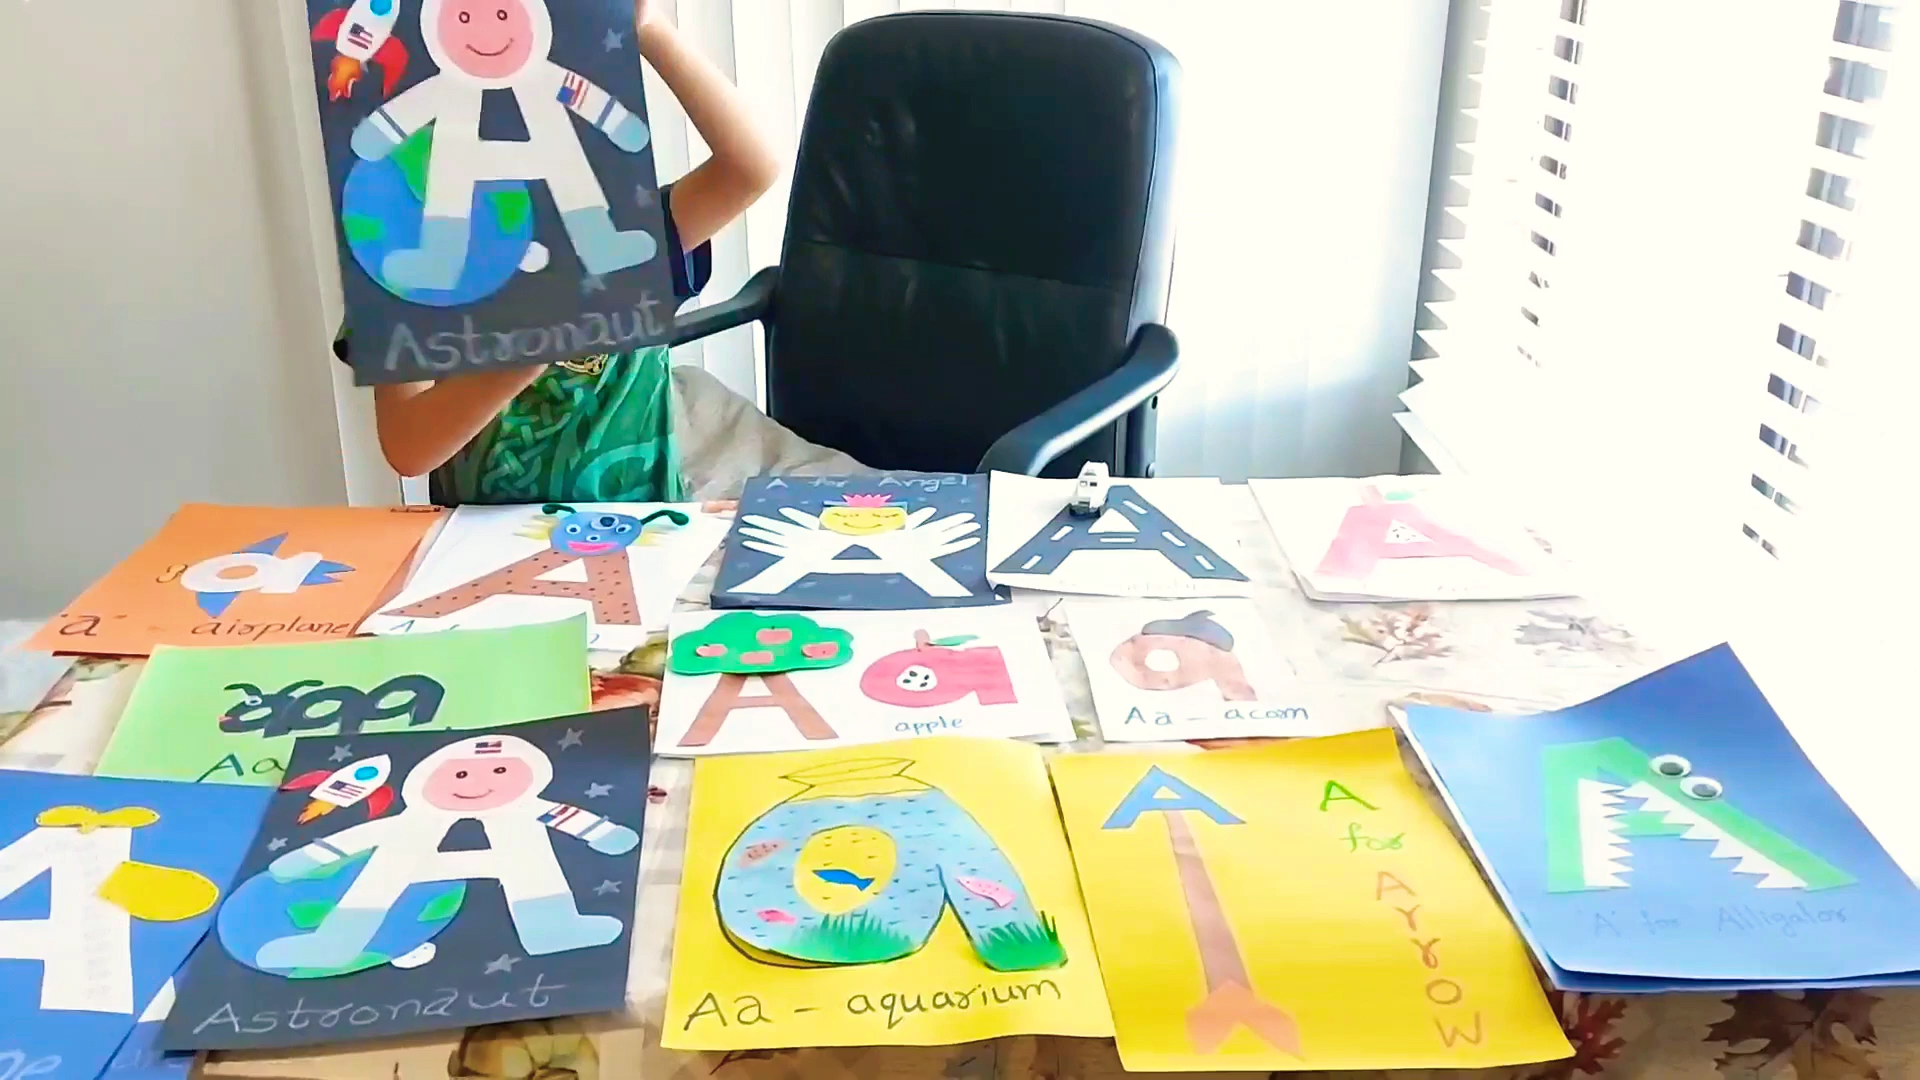 A
Astronaut
A for Angel
A
A
A
A
a
"a" - airplane
A
a
apple
a
Aa - acorn
Aa
A
A
Astronaut
a
Aa - aquarium
A
A
for
Arrow
A
"A" for Alligator